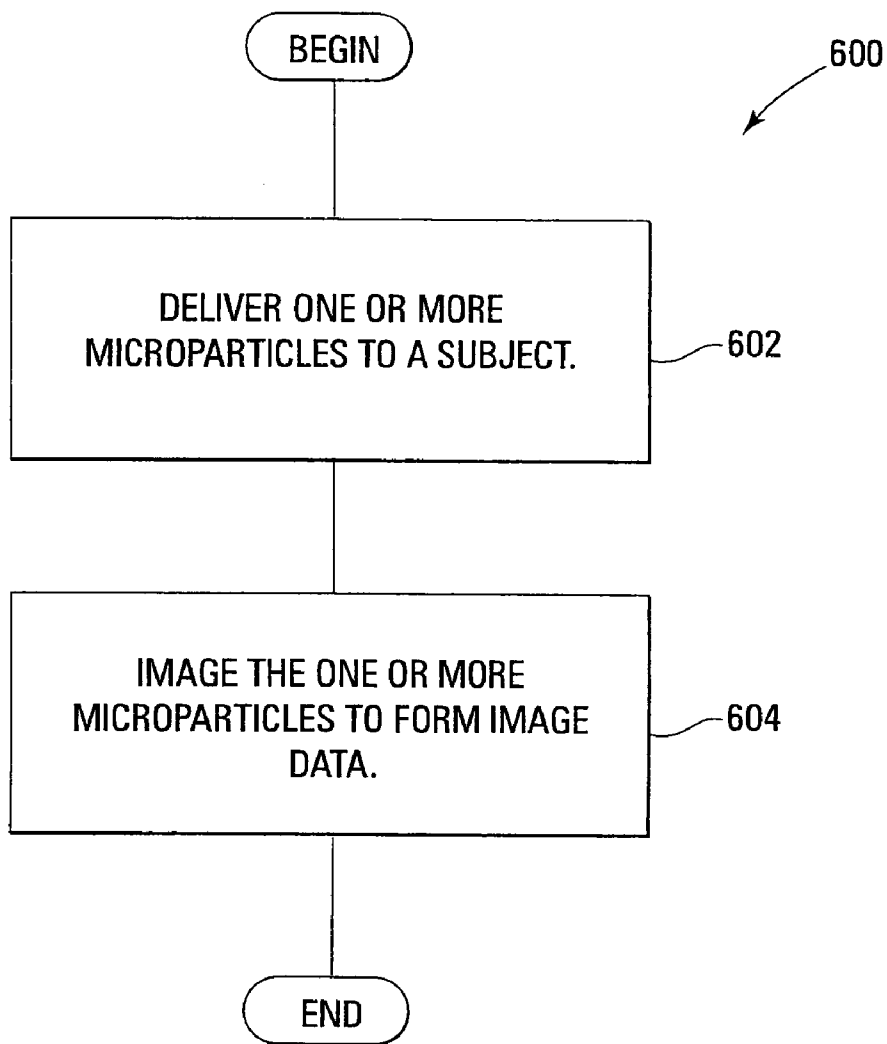 BEGIN
600
DELIVER ONE OR MORE
MICROPARTICLES TO A SUBJECT.
602
IMAGE THE ONE OR MORE
MICROPARTICLES TO FORM IMAGE
DATA.
604
END